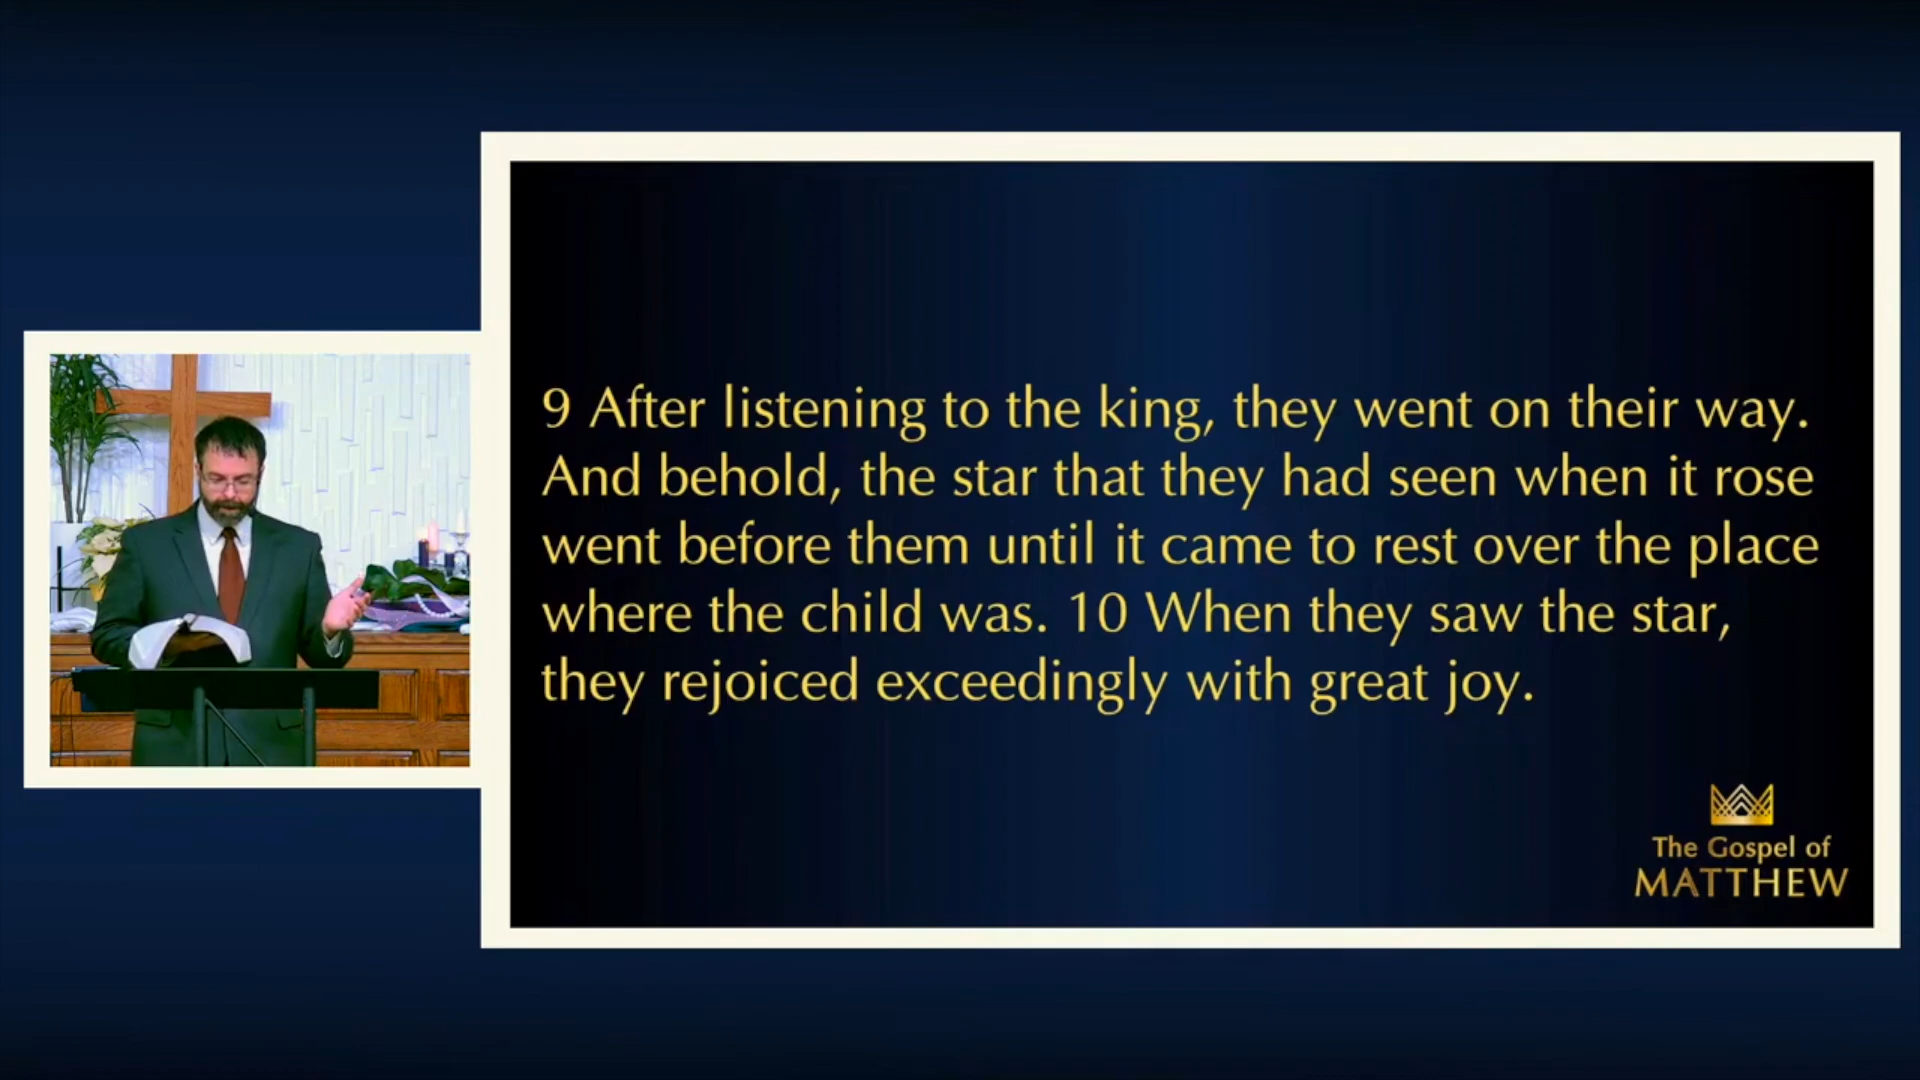 9 After listening to the king, they went on their way.
And behold, the star that they had seen when it rose
went before them until it came to rest over the place
where the child was. 10 When they saw the star,
they rejoiced exceedingly with great joy.
The Gospel of
MATTHEW